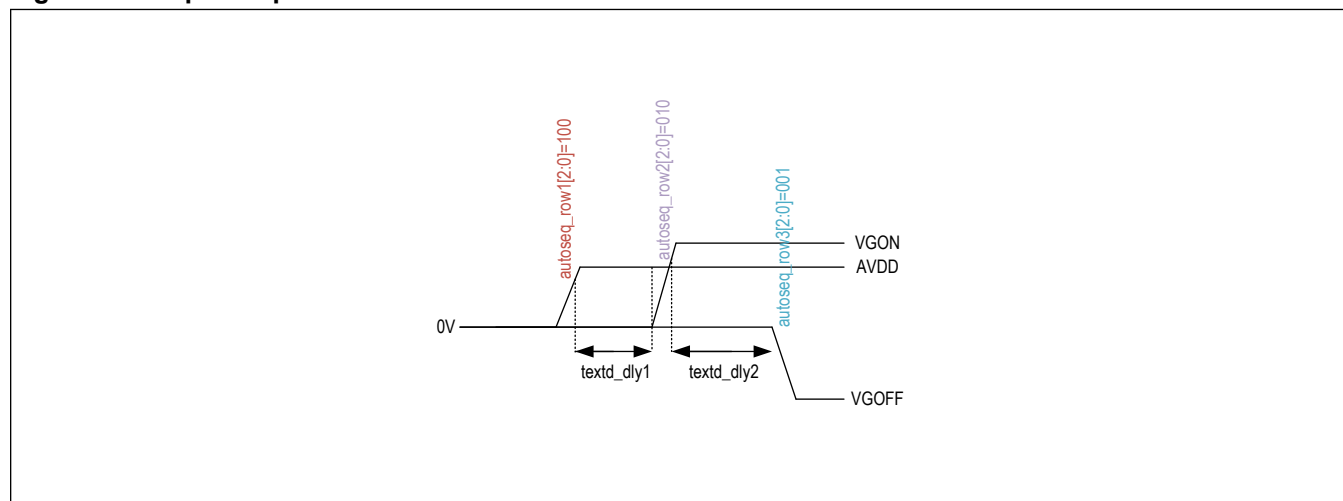 autoseq_row1[2:0]=100
autoseq_row2[2:0]=010
autoseq_row3[2:0]=001
VGON
AVDD
0V
textd_dly1
textd_dly2
VGOFF